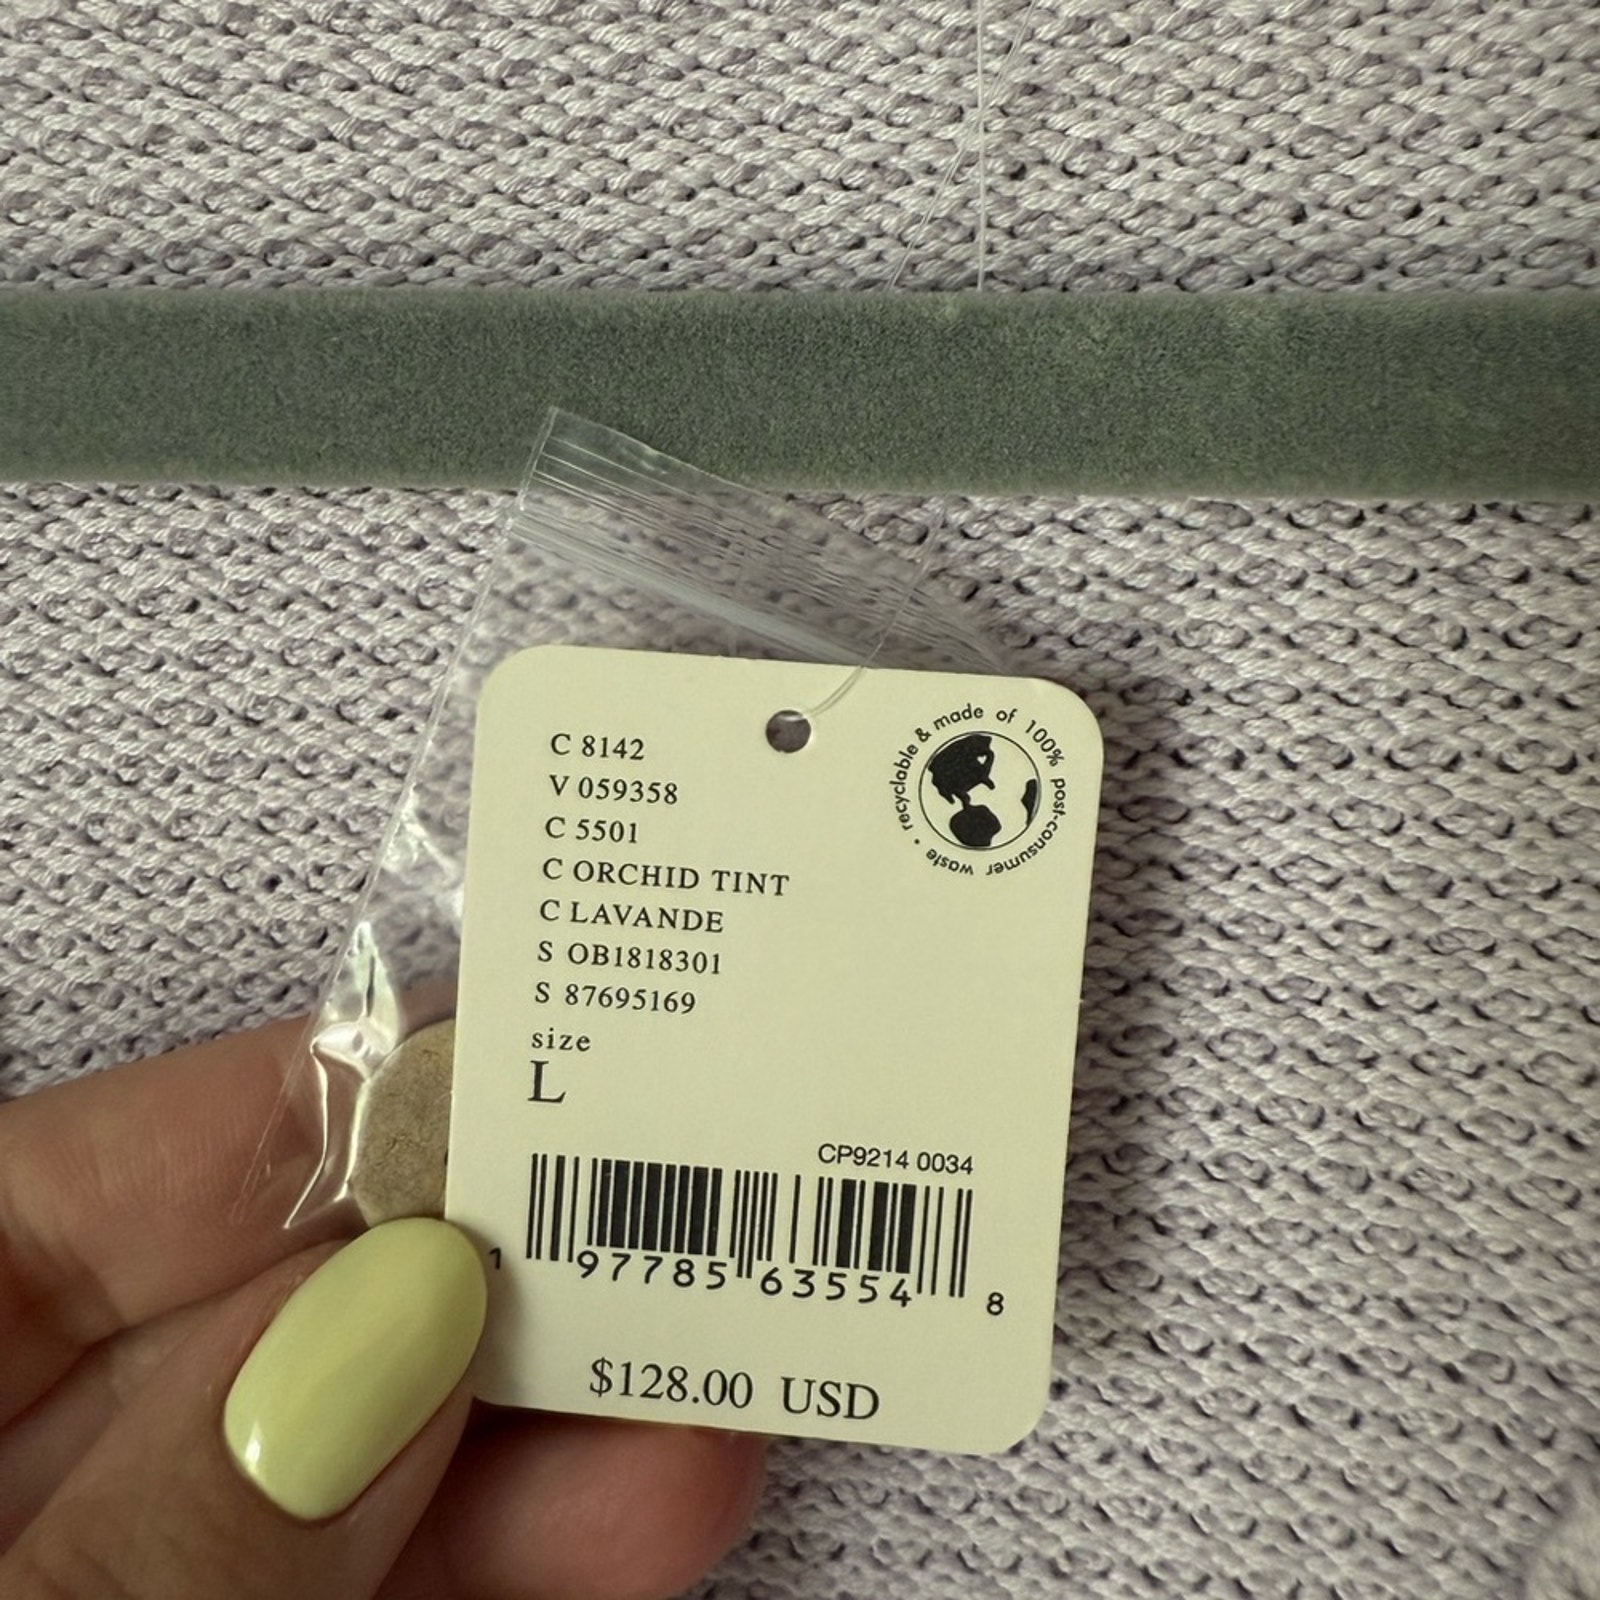 C 8142
V 059358
C 5501
C ORCHID TINT
C LAVANDE
S OB1818301
S 87695169
size
L
recyclable & made of 100% post-consumer waste •
CP9214 0034
1 97785 63554 8
$128.00 USD